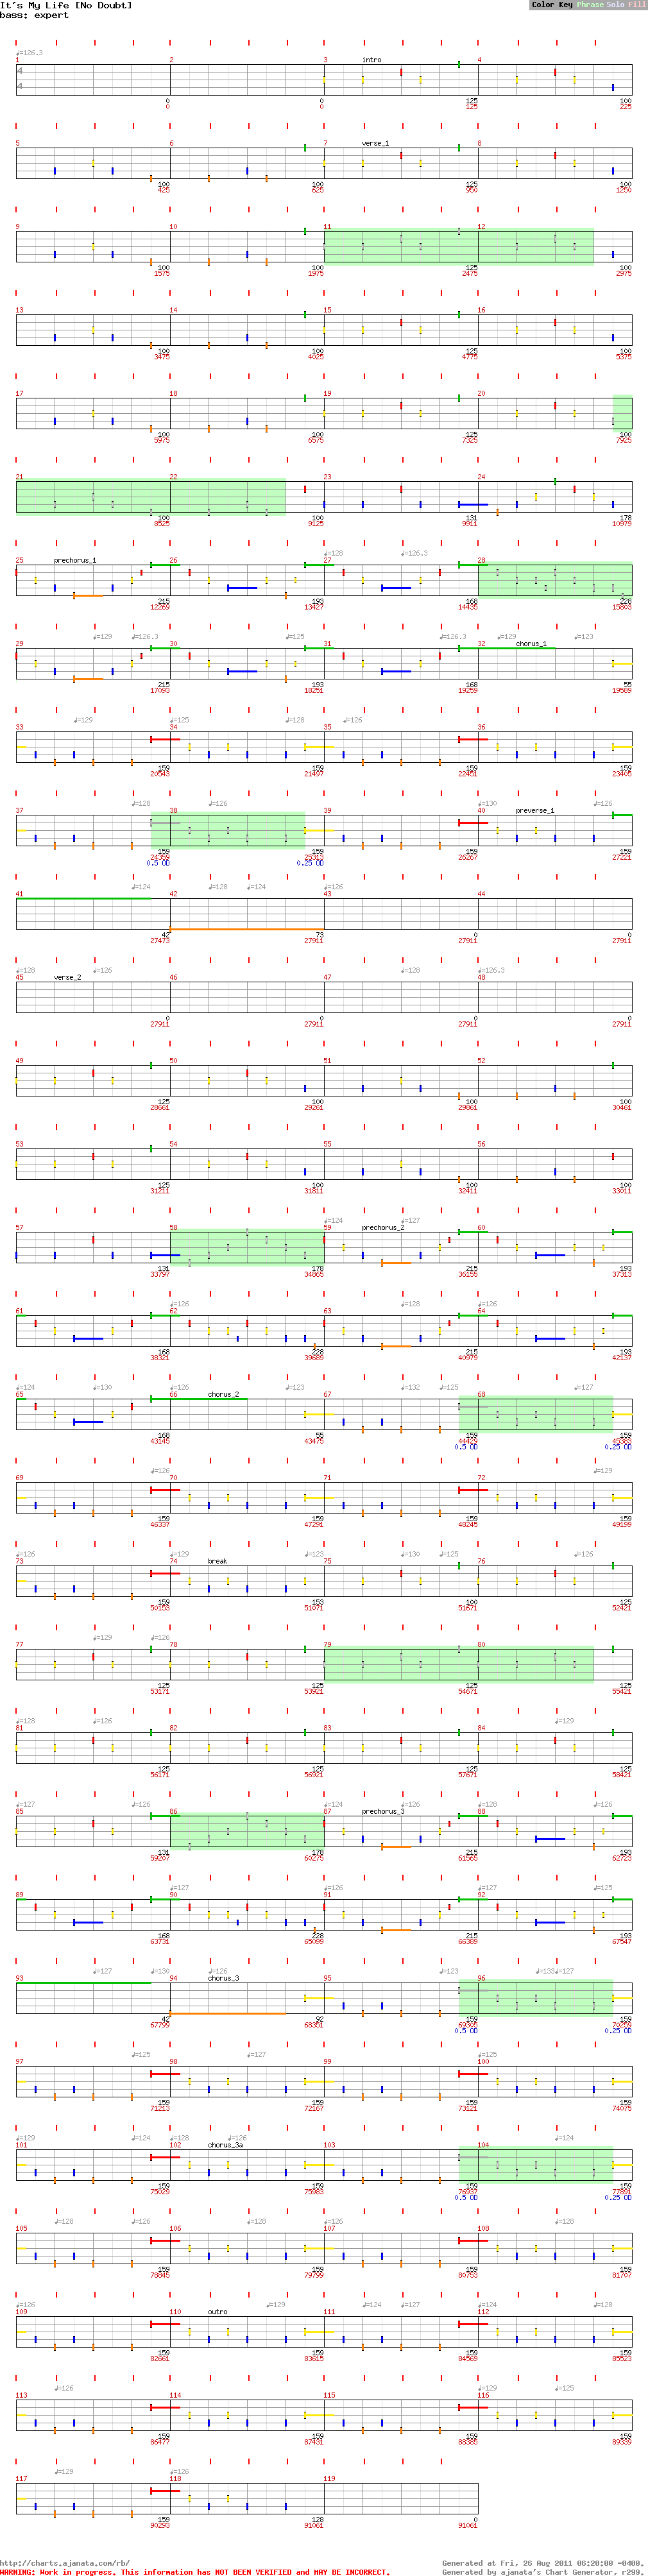 It's My Life [No Doubt]
Color Key Phrase Solo Fill
bass: expert
♩=126.3
1 2 3 intro 4
4
4
0 0 125 100
0 0 125 225
5 6 7 verse_1 8
100 100 125 100
425 625 950 1250
9 10 11 12
100 100 125 100
1575 1975 2475 2975
13 14 15 16
100 100 125 100
3475 4025 4775 5375
17 18 19 20
100 100 125 100
5975 6575 7325 7925
21 22 23 24
100 100 131 178
8525 9125 9911 10979
♩=128 ♩=126.3
25 prechorus_1 26 27 28
215 193 168 228
12269 13427 14435 15803
♩=129 ♩=126.3 ♩=125 ♩=126.3 ♩=129 ♩=123
29 30 31 32 chorus_1
215 193 168 55
17093 18251 19259 19589
♩=129 ♩=125 ♩=128 ♩=126
33 34 35 36
159 159 159 159
20543 21497 22451 23405
♩=128 ♩=126 ♩=130 ♩=126
37 38 39 40 preverse_1
159 159 159 159
24359 25313 26267 27221
0.5 OD 0.25 OD
♩=124 ♩=128 ♩=124 ♩=126
41 42 43 44
42 73 0 0
27473 27911 27911 27911
♩=128 ♩=126 ♩=128 ♩=126.3
45 verse_2 46 47 48
0 0 0 0
27911 27911 27911 27911
49 50 51 52
125 100 100 100
28661 29261 29861 30461
53 54 55 56
125 100 100 100
31211 31811 32411 33011
♩=124 ♩=127
57 58 59 prechorus_2 60
131 178 215 193
33797 34865 36155 37313
♩=126 ♩=128 ♩=126
61 62 63 64
168 228 215 193
38321 39689 40979 42137
♩=124 ♩=130 ♩=126 ♩=123 ♩=132 ♩=125 ♩=127
65 66 chorus_2 67 68
168 55 159 159
43145 43475 44429 45383
0.5 OD 0.25 OD
♩=126 ♩=129
69 70 71 72
159 159 159 159
46337 47291 48245 49199
♩=126 ♩=129 ♩=123 ♩=130 ♩=125 ♩=126
73 74 break 75 76
159 153 100 125
50153 51071 51671 52421
♩=129 ♩=126
77 78 79 80
125 125 125 125
53171 53921 54671 55421
♩=128 ♩=126 ♩=129
81 82 83 84
125 125 125 125
56171 56921 57671 58421
♩=127 ♩=126 ♩=124 ♩=126 ♩=128 ♩=126
85 86 87 prechorus_3 88
131 178 215 193
59207 60275 61565 62723
♩=127 ♩=126 ♩=127 ♩=125
89 90 91 92
168 228 215 193
63731 65099 66389 67547
♩=127 ♩=130 ♩=126 ♩=123 ♩=133 ♩=127
93 94 chorus_3 95 96
42 92 159 159
67799 68351 69305 70259
0.5 OD 0.25 OD
♩=125 ♩=127 ♩=125
97 98 99 100
159 159 159 159
71213 72167 73121 74075
♩=129 ♩=124 ♩=128 ♩=126 ♩=124
101 102 chorus_3a 103 104
159 159 159 159
75029 75983 76937 77891
0.5 OD 0.25 OD
♩=128 ♩=126 ♩=128 ♩=126 ♩=128
105 106 107 108
159 159 159 159
78845 79799 80753 81707
♩=126 ♩=129 ♩=124 ♩=127 ♩=124 ♩=128
109 110 outro 111 112
159 159 159 159
82661 83615 84569 85523
♩=126 ♩=129 ♩=125
113 114 115 116
159 159 159 159
86477 87431 88385 89339
♩=129 ♩=126
117 118 119
159 128 0
90293 91061 91061
http://charts.ajanata.com/rb/
Generated at Fri, 26 Aug 2011 06:20:00 -0400.
WARNING: Work in progress. This information has NOT BEEN VERIFIED and MAY BE INCORRECT.
Generated by ajanata's Chart Generator, r299.